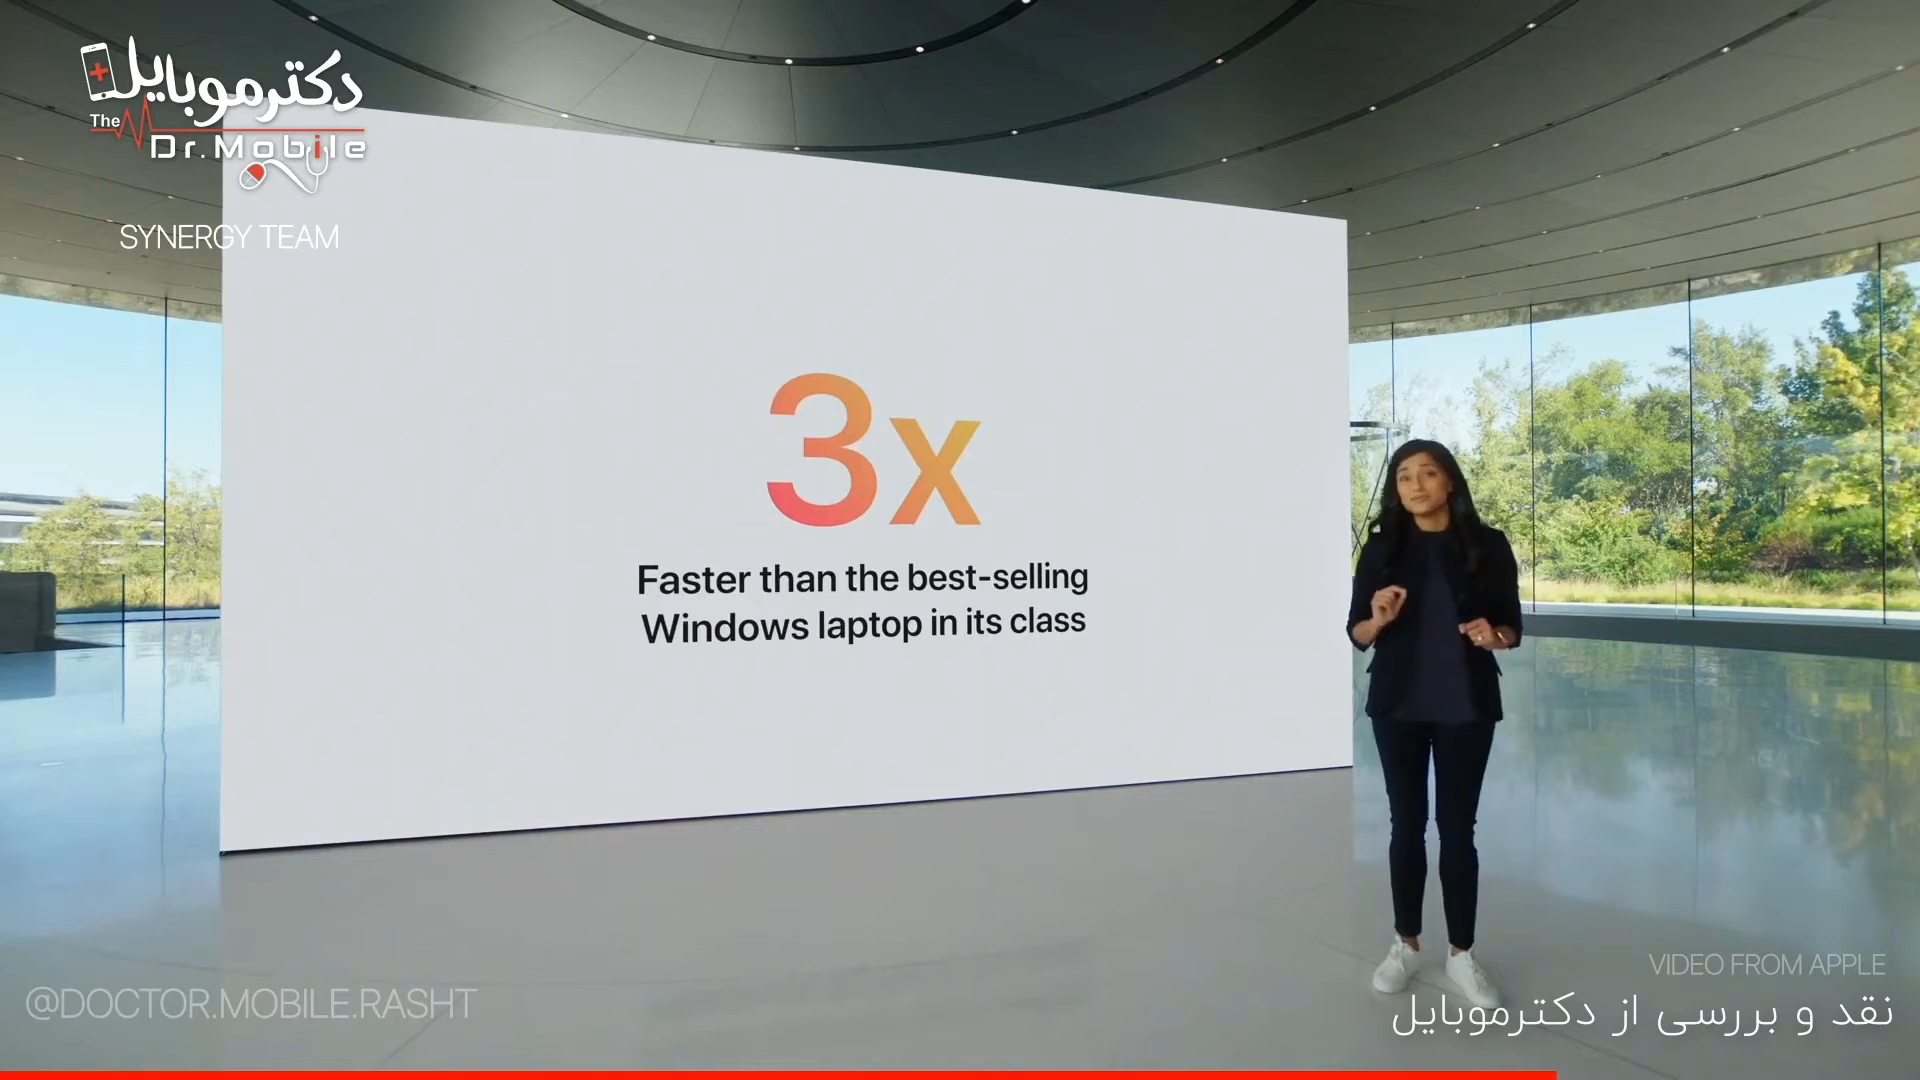 دکترموبایل
The
Dr.Mobile
SYNERGY TEAM
3x
Faster than the best-selling
Windows laptop in its class
@DOCTOR.MOBILE.RASHT
VIDEO FROM APPLE
نقد و بررسی از دکترموبایل